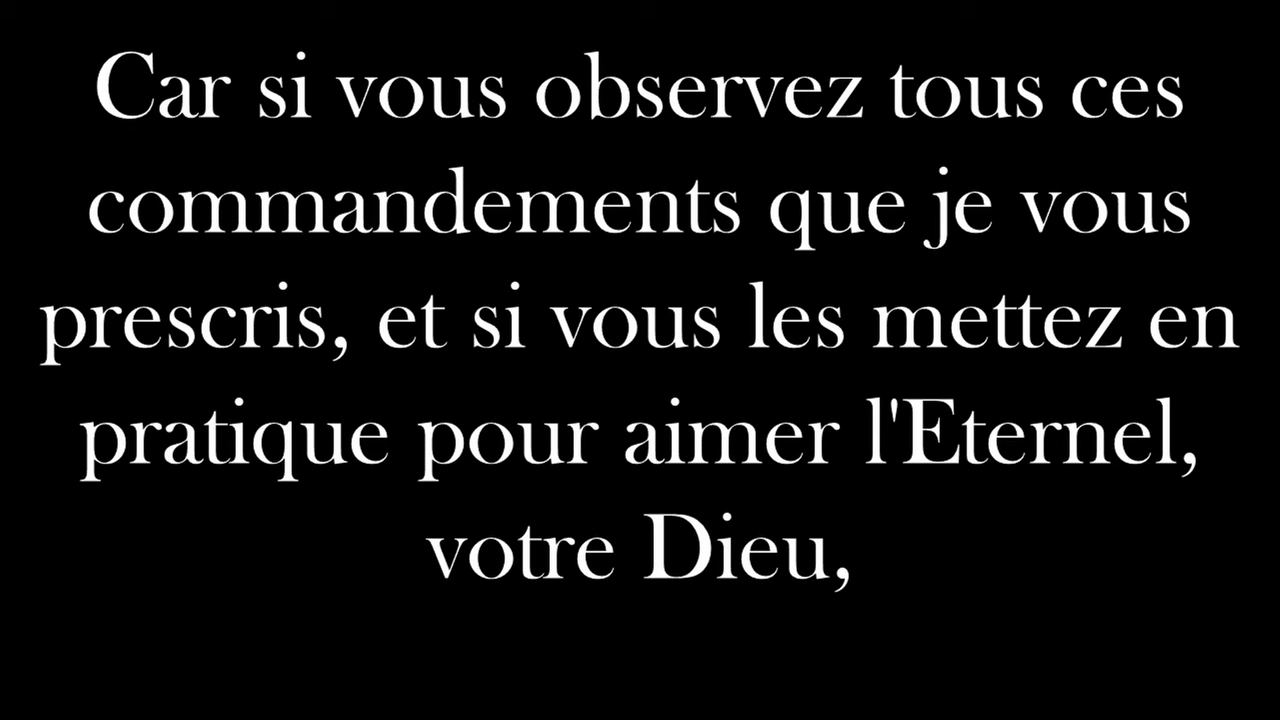 Car si vous observez tous ces
commandements que je vous
prescris, et si vous les mettez en
pratique pour aimer l'Eternel,
votre Dieu,